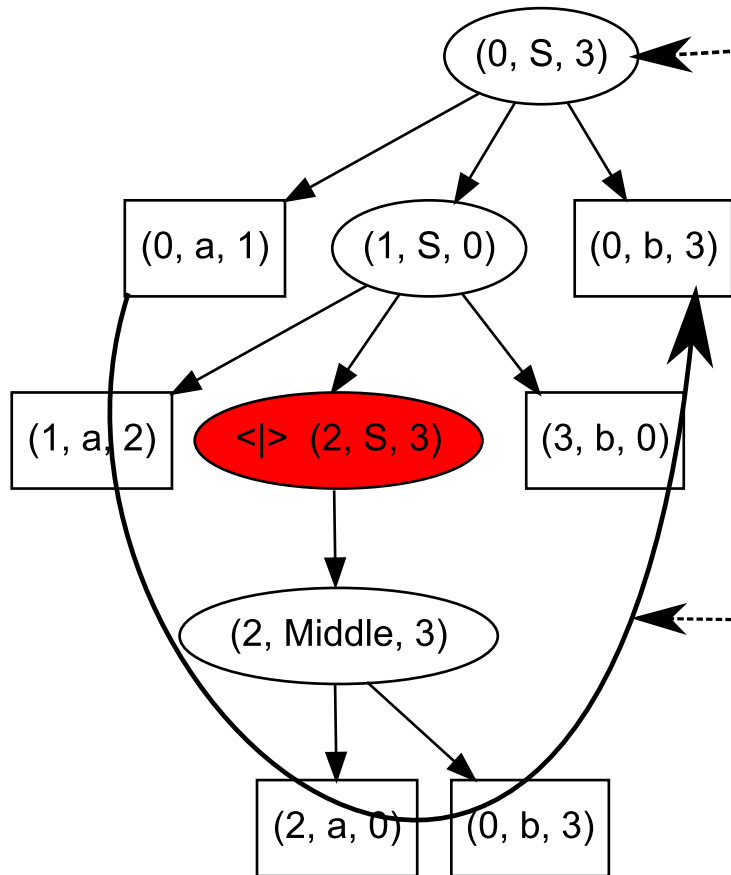 (0, S, 3)
(0, a, 1)
(1, S, 0)
(0, b, 3)
(1, a, 2)
<|> (2, S, 3)
(3, b, 0)
(2, Middle, 3)
(2, a, 0)
(0, b, 3)